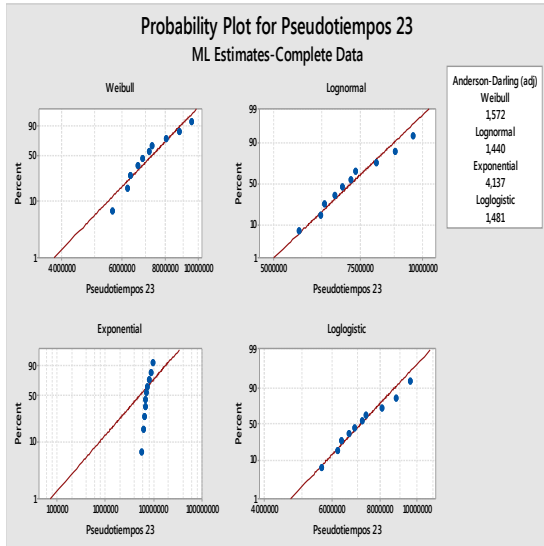 Probability Plot for Pseudotiempos 23
ML Estimates-Complete Data
Weibull
Percent
90
50
10
1
4000000 6000000 8000000 10000000
Pseudotiempos 23
Lognormal
Percent
99
90
50
10
1
5000000 7500000 10000000
Pseudotiempos 23
Anderson-Darling (adj)
Weibull
1,572
Lognormal
1,440
Exponential
4,137
Loglogistic
1,481
Exponential
Percent
90
50
10
1
100000 1000000 10000000 100000000
Pseudotiempos 23
Loglogistic
Percent
99
90
50
10
1
4000000 6000000 8000000 10000000
Pseudotiempos 23